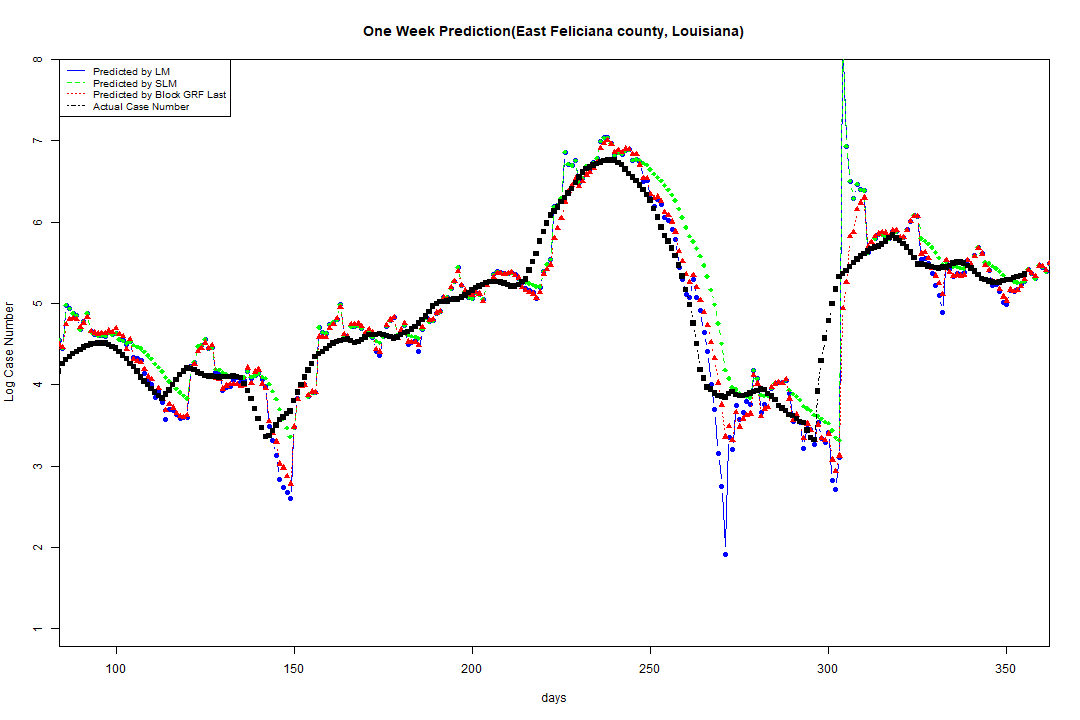 One Week Prediction(East Feliciana county, Louisiana)
8
Predicted by LM
Predicted by SLM
Predicted by Block GRF Last
Actual Case Number
7
6
5
4
3
2
1
Log Case Number
100 150 200 250 300 350
days